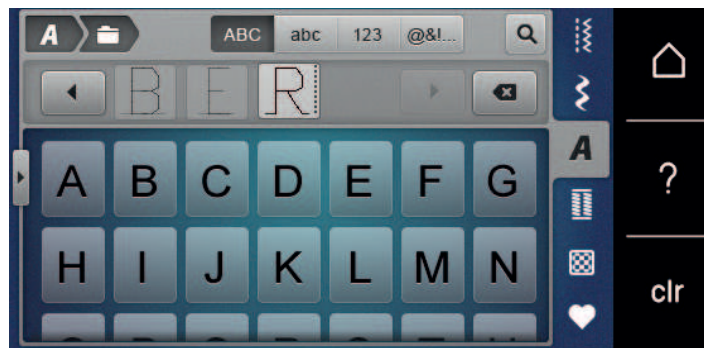 A ABC abc 123 @&!...
B E R
A
A B C D E F G
?
H I J K L M N
clr